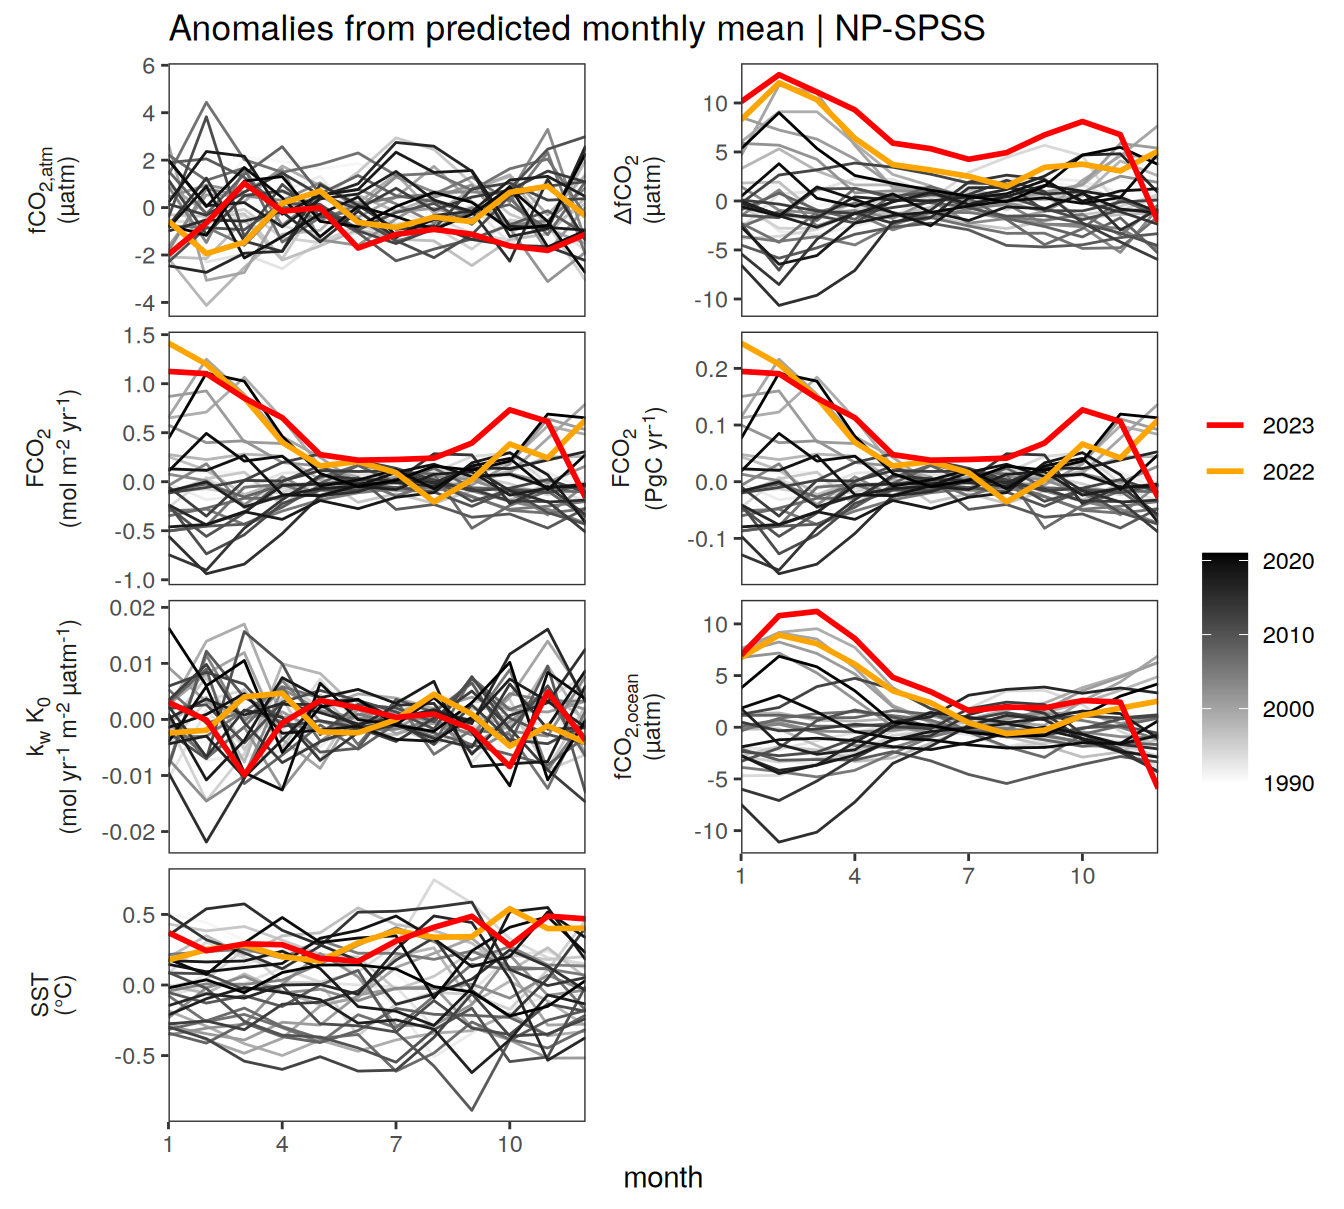 Anomalies from predicted monthly mean | NP-SPSS
fCO2,atm
(µatm)
6
4
2
0
-2
-4
ΔfCO2
(µatm)
10
5
0
-5
-10
FCO2
(mol m-2 yr-1)
1.5
1.0
0.5
0.0
-0.5
-1.0
FCO2
(PgC yr-1)
0.2
0.1
0.0
-0.1
kw K0
(mol yr-1 m-2 µatm-1)
0.02
0.01
0.00
-0.01
-0.02
fCO2,ocean
(µatm)
10
5
0
-5
-10
1 4 7 10
SST
(°C)
0.5
0.0
-0.5
1 4 7 10
month
2023
2022
2020
2010
2000
1990